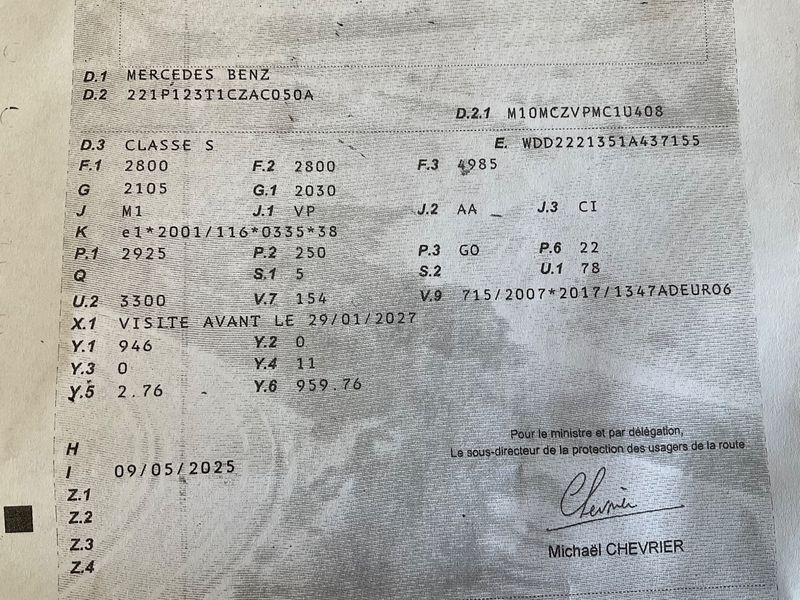 D.1 MERCEDES BENZ
D.2 221P123T1CZAC050A
D.2.1 M10MCZVPMC1U408
D.3 CLASSE S E. WDD2221351A437155
F.1 2800 F.2 2800 F.3 4985
G 2105 G.1 2030
J M1 J.1 VP J.2 AA J.3 CI
K e1*2001/116*0335*38
P.1 2925 P.2 250 P.3 GO P.6 22
Q S.1 5 S.2 U.1 78
U.2 3300 V.7 154 V.9 715/2007*2017/1347ADEURO6
X.1 VISITE AVANT LE 29/01/2027
Y.1 946 Y.2 0
Y.3 0 Y.4 11
Y.5 2.76 Y.6 959.76
Pour le ministre et par délégation,
Le sous-directeur de la protection des usagers de la route
H
I 09/05/2025
Z.1
Z.2
Chevrier
Z.3
Michaël CHEVRIER
Z.4